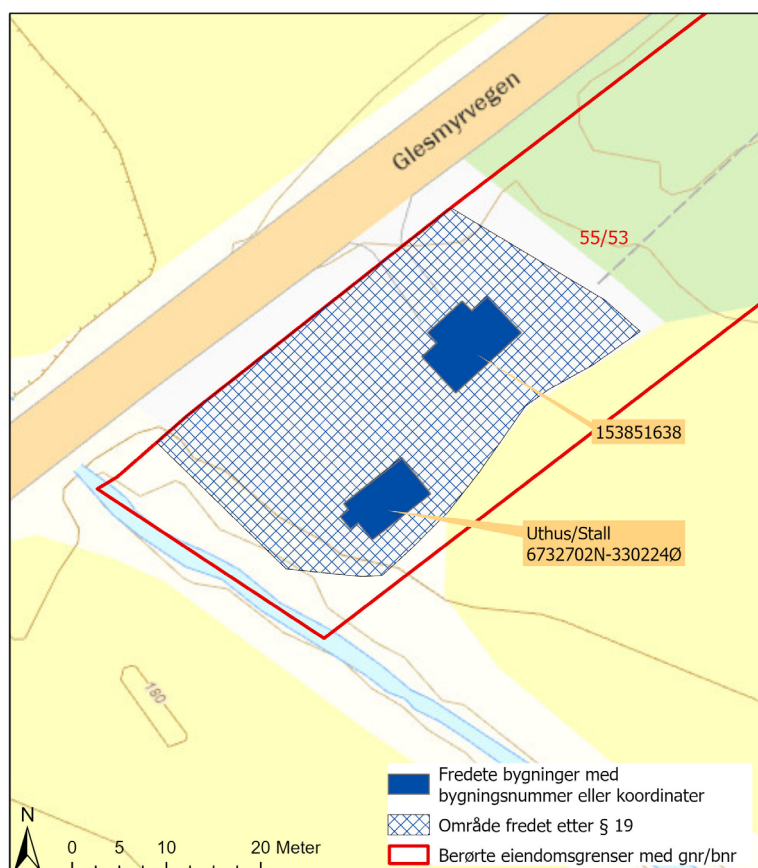 Glesmyrvegen
55/53
153851638
Uthus/Stall
6732702N-330224Ø
180
Fredete bygninger med
bygningsnummer eller koordinater
Område fredet etter § 19
Berørte eiendomsgrenser med gnr/bnr
N
0 5 10 20 Meter